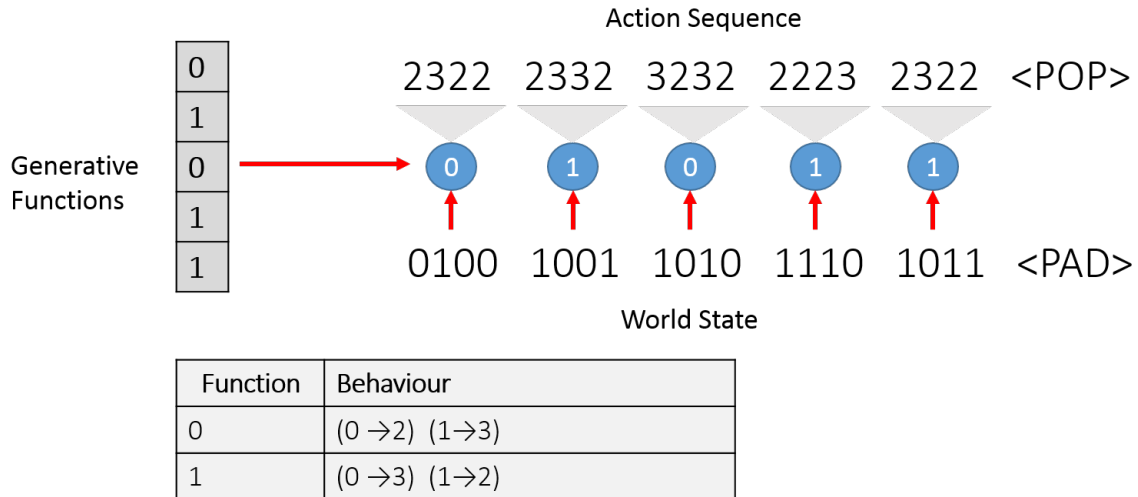 Action Sequence
0
1
0
1
1
2322 2332 3232 2223 2322 <POP>
Generative
Functions
0 1 0 1 1
0100 1001 1010 1110 1011 <PAD>
World State
Function Behaviour
0 (0 →2) (1→3)
1 (0 →3) (1→2)